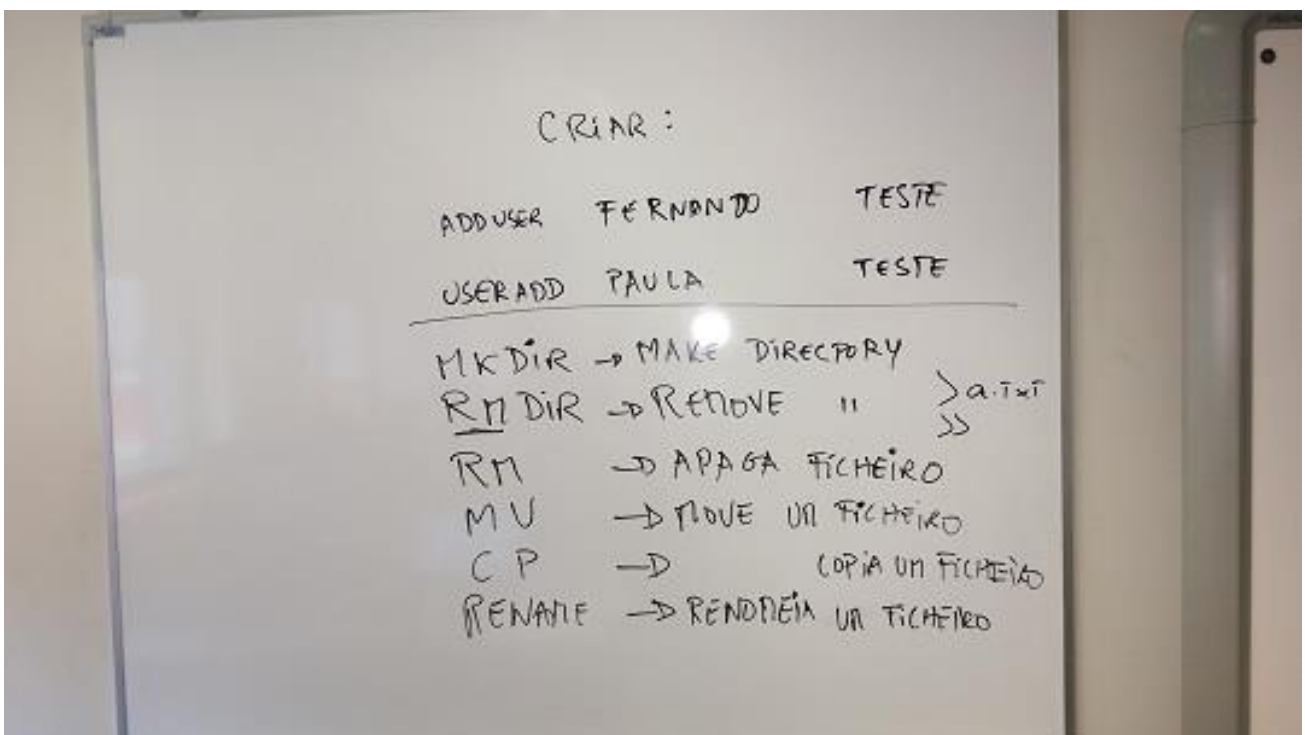 CRIAR :
ADDUSER FERNANDO TESTE
USERADD PAULA TESTE
MKDIR → MAKE DIRECTORY
RMDIR → REMOVE " > a.txt
>>
RM → APAGA FICHEIRO
MV → MOVE UM FICHEIRO
CP → COPIA UM FICHEIRO
RENAME → RENOMEIA UM FICHEIRO